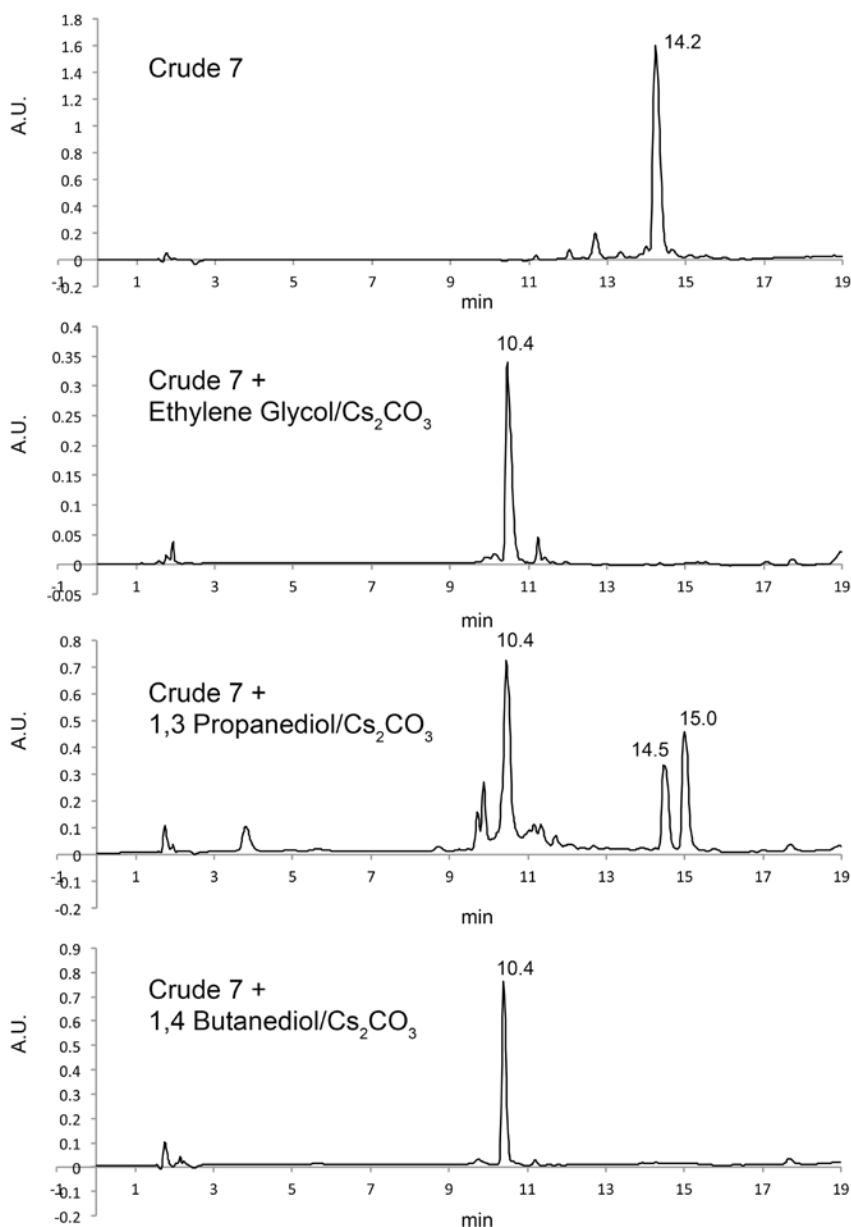 1.8
1.6
1.4
1.2
1
0.8
0.6
0.4
0.2
0
-0.2
A.U.
Crude 7
14.2
-1 1 3 5 7 9 11 13 15 17 19
min
0.4
0.35
0.3
0.25
0.2
0.15
0.1
0.05
0
-0.05
A.U.
Crude 7 +
Ethylene Glycol/Cs₂CO₃
10.4
-1 1 3 5 7 9 11 13 15 17 19
min
0.8
0.7
0.6
0.5
0.4
0.3
0.2
0.1
0
-0.1
-0.2
A.U.
Crude 7 +
1,3 Propanediol/Cs₂CO₃
10.4
14.5
15.0
-1 1 3 5 7 9 11 13 15 17 19
min
0.9
0.8
0.7
0.6
0.5
0.4
0.3
0.2
0.1
0
-0.1
-0.2
A.U.
Crude 7 +
1,4 Butanediol/Cs₂CO₃
10.4
-1 1 3 5 7 9 11 13 15 17 19
min